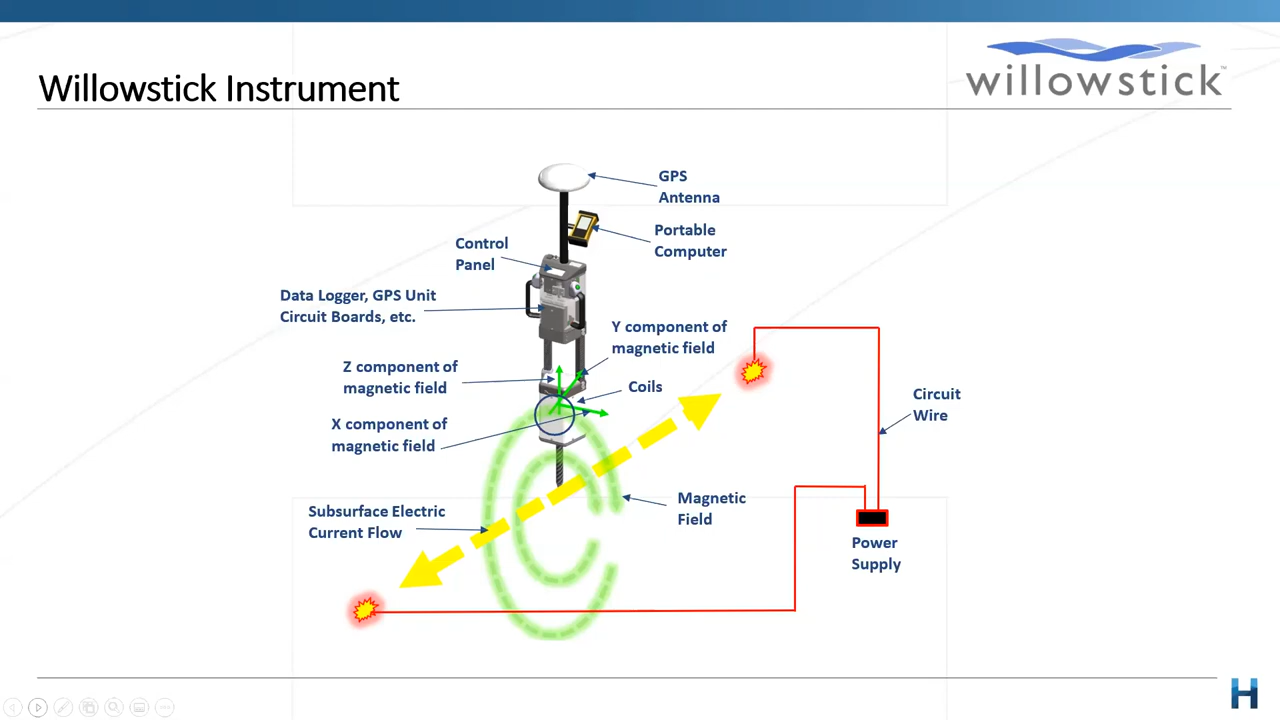 Willowstick Instrument
willowstick™
GPS
Antenna
Portable
Computer
Control
Panel
Data Logger, GPS Unit
Circuit Boards, etc.
Y component of
magnetic field
Z component of
magnetic field
Coils
X component of
magnetic field
Circuit
Wire
Magnetic
Field
Subsurface Electric
Current Flow
Power
Supply
H